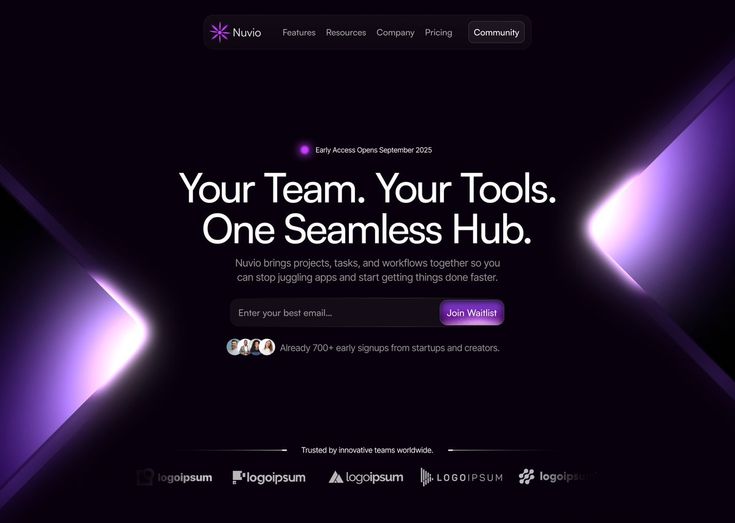 Nuvio
Features Resources Company Pricing Community
Early Access Opens September 2025
Your Team. Your Tools.
One Seamless Hub.
Nuvio brings projects, tasks, and workflows together so you
can stop juggling apps and start getting things done faster.
Enter your best email... Join Waitlist
Already 700+ early signups from startups and creators.
Trusted by innovative teams worldwide.
logoipsum logoipsum logoipsum LOGOIPSUM logoipsum